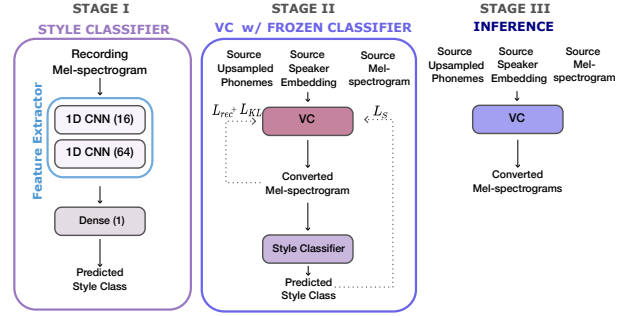 STAGE I
STYLE CLASSIFIER
Recording
Mel-spectrogram
Feature Extractor
1D CNN (16)
1D CNN (64)
Dense (1)
Predicted
Style Class
STAGE II
VC w/ FROZEN CLASSIFIER
Source
Upsampled
Phonemes
Source
Speaker
Embedding
Source
Mel-
spectrogram
L_rec + L_KL
L_S
VC
Converted
Mel-spectrogram
Style Classifier
Predicted
Style Class
STAGE III
INFERENCE
Source
Upsampled
Phonemes
Source
Speaker
Embedding
Source
Mel-
spectrogram
VC
Converted
Mel-spectrograms